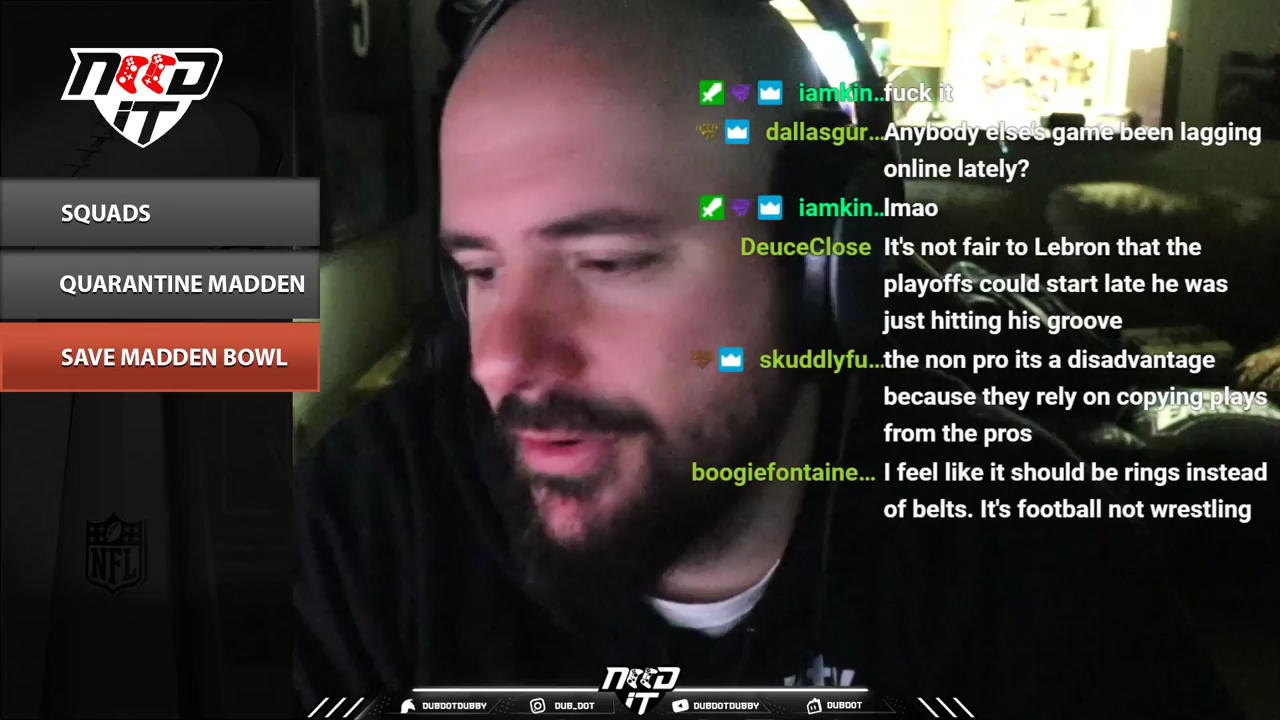 NEED
IT
SQUADS
QUARANTINE MADDEN
SAVE MADDEN BOWL
NFL
iamkin.. fuck it
dallasgur... Anybody else's game been lagging
online lately?
iamkin.. lmao
DeuceClose It's not fair to Lebron that the
playoffs could start late he was
just hitting his groove
skuddlyfu... the non pro its a disadvantage
because they rely on copying plays
from the pros
boogiefontaine... I feel like it should be rings instead
of belts. It's football not wrestling
NEED
IT
DUBDOTDUBBY DUB_DOT DUBDOTDUBBY DUBDOT